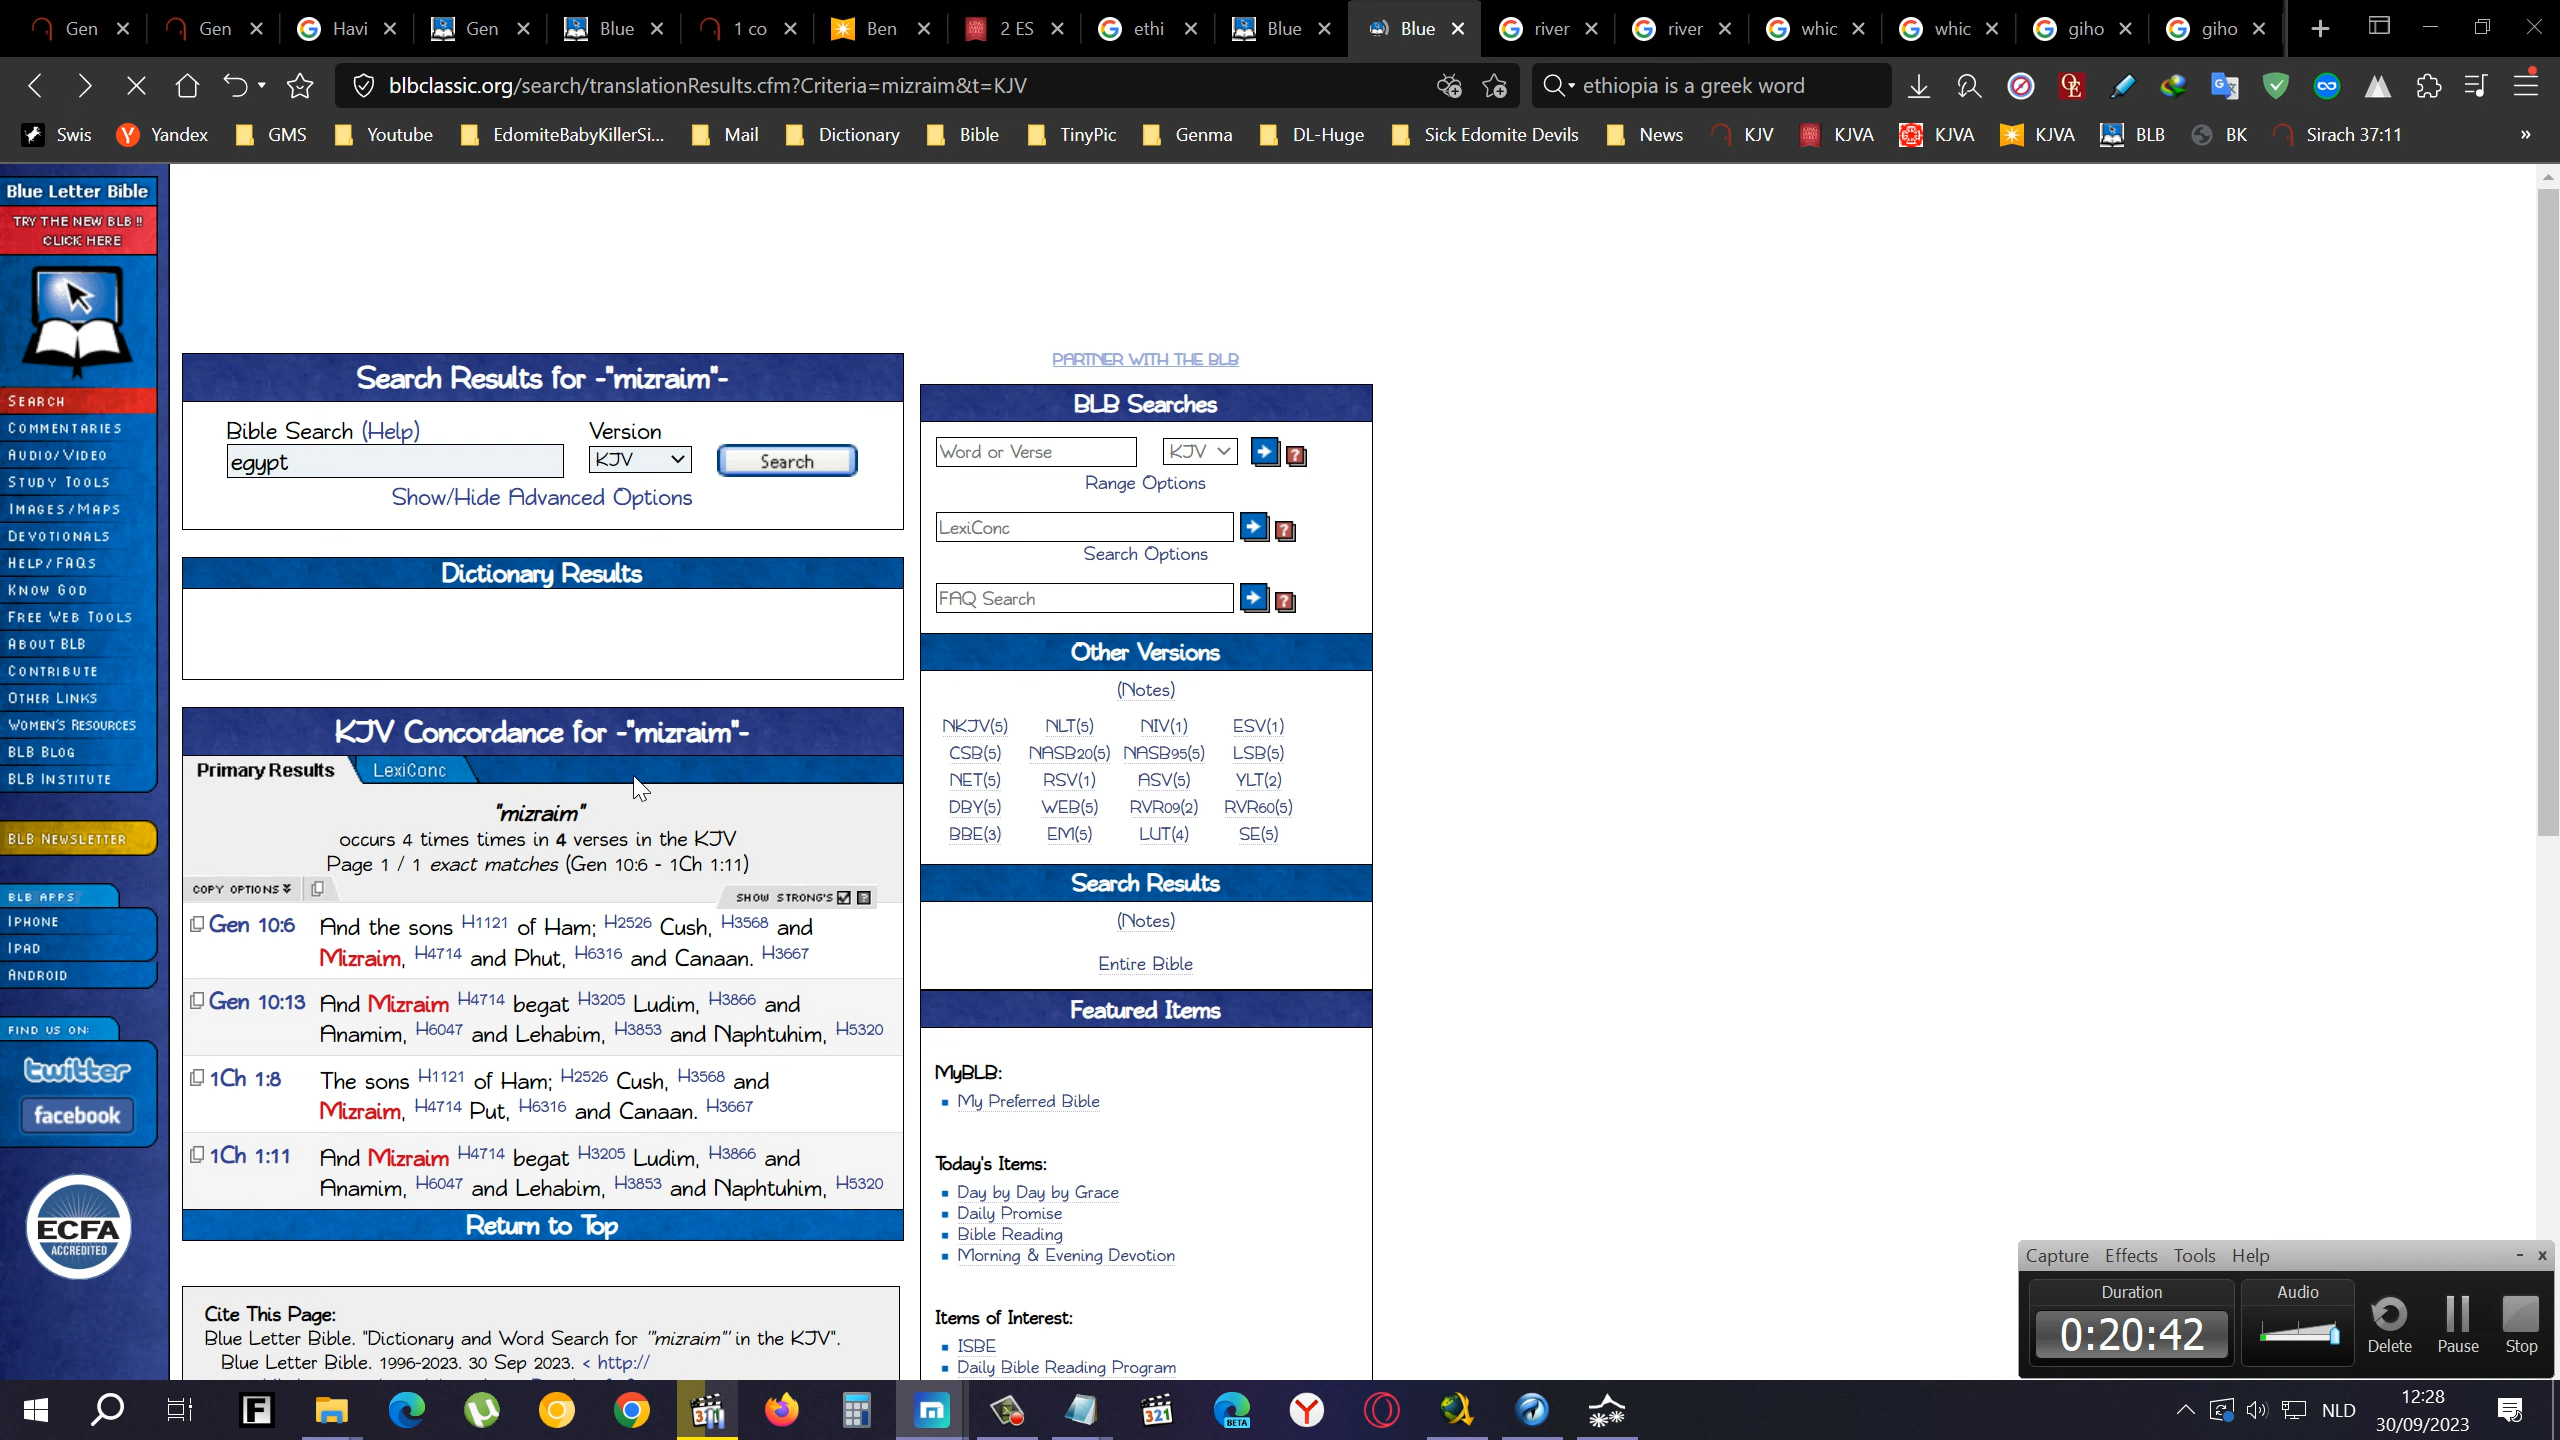 Gen
Gen
Havi
Gen
Blue
1 co
Ben
2 ES
ethi
Blue
Blue
river
river
whic
whic
giho
giho
blbclassic.org/search/translationResults.cfm?Criteria=mizraim&t=KJV
ethiopia is a greek word
Swis
Yandex
GMS
Youtube
EdomiteBabyKillerSi...
Mail
Dictionary
Bible
TinyPic
Genma
DL-Huge
Sick Edomite Devils
News
KJV
KJVA
KJVA
KJVA
BLB
BK
Sirach 37:11
»
Blue Letter Bible
TRY THE NEW BLB !!
CLICK HERE
SEARCH
COMMENTARIES
AUDIO/VIDEO
STUDY TOOLS
IMAGES/MAPS
DEVOTIONALS
HELP/FAQS
KNOW GOD
FREE WEB TOOLS
ABOUT BLB
CONTRIBUTE
OTHER LINKS
WOMEN'S RESOURCES
BLB BLOG
BLB INSTITUTE
BLB NEWSLETTER
BLB APPS
IPHONE
IPAD
ANDROID
FIND US ON:
twitter
facebook
ECFA
ACCREDITED
Search Results for -"mizraim"-
Bible Search (Help)
Version
egypt
KJV
Search
Show/Hide Advanced Options
Dictionary Results
KJV Concordance for -"mizraim"-
Primary Results
LexiConc
"mizraim"
occurs 4 times times in 4 verses in the KJV
Page 1 / 1 exact matches (Gen 10:6 - 1Ch 1:11)
COPY OPTIONS
SHOW STRONG'S
Gen 10:6 And the sons H1121 of Ham; H2526 Cush, H3568 and
Mizraim, H4714 and Phut, H6316 and Canaan. H3667
Gen 10:13 And Mizraim H4714 begat H3205 Ludim, H3866 and
Anamim, H6047 and Lehabim, H3853 and Naphtuhim, H5320
1Ch 1:8 The sons H1121 of Ham; H2526 Cush, H3568 and
Mizraim, H4714 Put, H6316 and Canaan. H3667
1Ch 1:11 And Mizraim H4714 begat H3205 Ludim, H3866 and
Anamim, H6047 and Lehabim, H3853 and Naphtuhim, H5320
Return to Top
Cite This Page:
Blue Letter Bible. "Dictionary and Word Search for '"mizraim"' in the KJV".
Blue Letter Bible. 1996-2023. 30 Sep 2023. < http://
PARTNER WITH THE BLB
BLB Searches
Word or Verse
KJV
?
Range Options
LexiConc
?
Search Options
FAQ Search
?
Other Versions
(Notes)
NKJV(5) NLT(5) NIV(1) ESV(1)
CSB(5) NASB20(5) NASB95(5) LSB(5)
NET(5) RSV(1) ASV(5) YLT(2)
DBY(5) WEB(5) RVR09(2) RVR60(5)
BBE(3) EM(5) LUT(4) SE(5)
Search Results
(Notes)
Entire Bible
Featured Items
MyBLB:
My Preferred Bible
Today's Items:
Day by Day by Grace
Daily Promise
Bible Reading
Morning & Evening Devotion
Items of Interest:
ISBE
Daily Bible Reading Program
Capture Effects Tools Help
Duration
Audio
0:20:42
Delete
Pause
Stop
321
BETA
NLD
12:28
30/09/2023